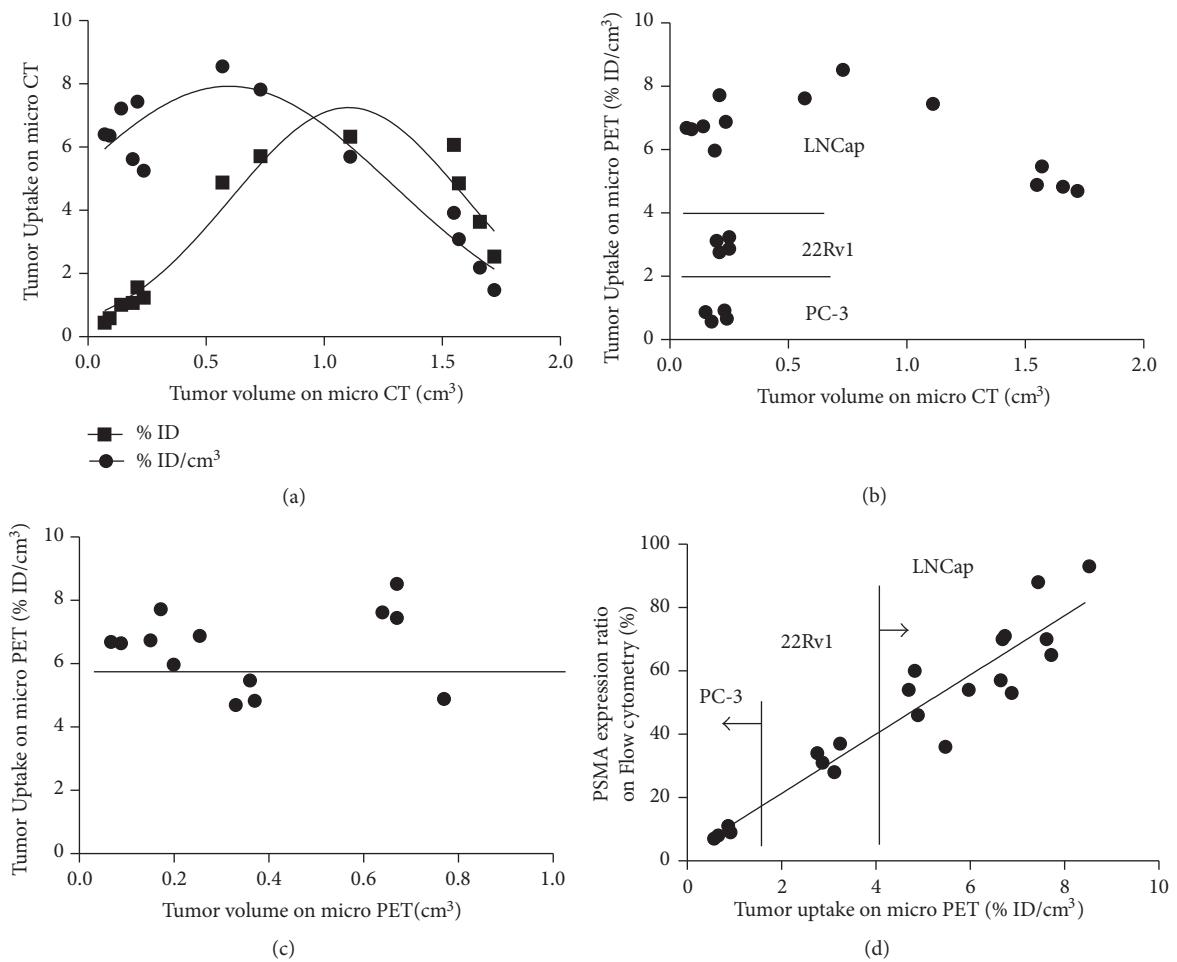 Tumor Uptake on micro CT
10
8
6
4
2
0
0.0 0.5 1.0 1.5 2.0
Tumor volume on micro CT (cm³)
% ID
% ID/cm³
(a)
Tumor Uptake on micro PET (% ID/cm³)
10
8
6
4
2
0
LNCap
22Rv1
PC-3
0.0 0.5 1.0 1.5 2.0
Tumor volume on micro CT (cm³)
(b)
Tumor Uptake on micro PET (% ID/cm³)
10
8
6
4
2
0
0.0 0.2 0.4 0.6 0.8 1.0
Tumor volume on micro PET(cm³)
(c)
PSMA expression ratio
on Flow cytometry (%)
100
80
60
40
20
0
LNCap
22Rv1
PC-3
0 2 4 6 8 10
Tumor uptake on micro PET (% ID/cm³)
(d)